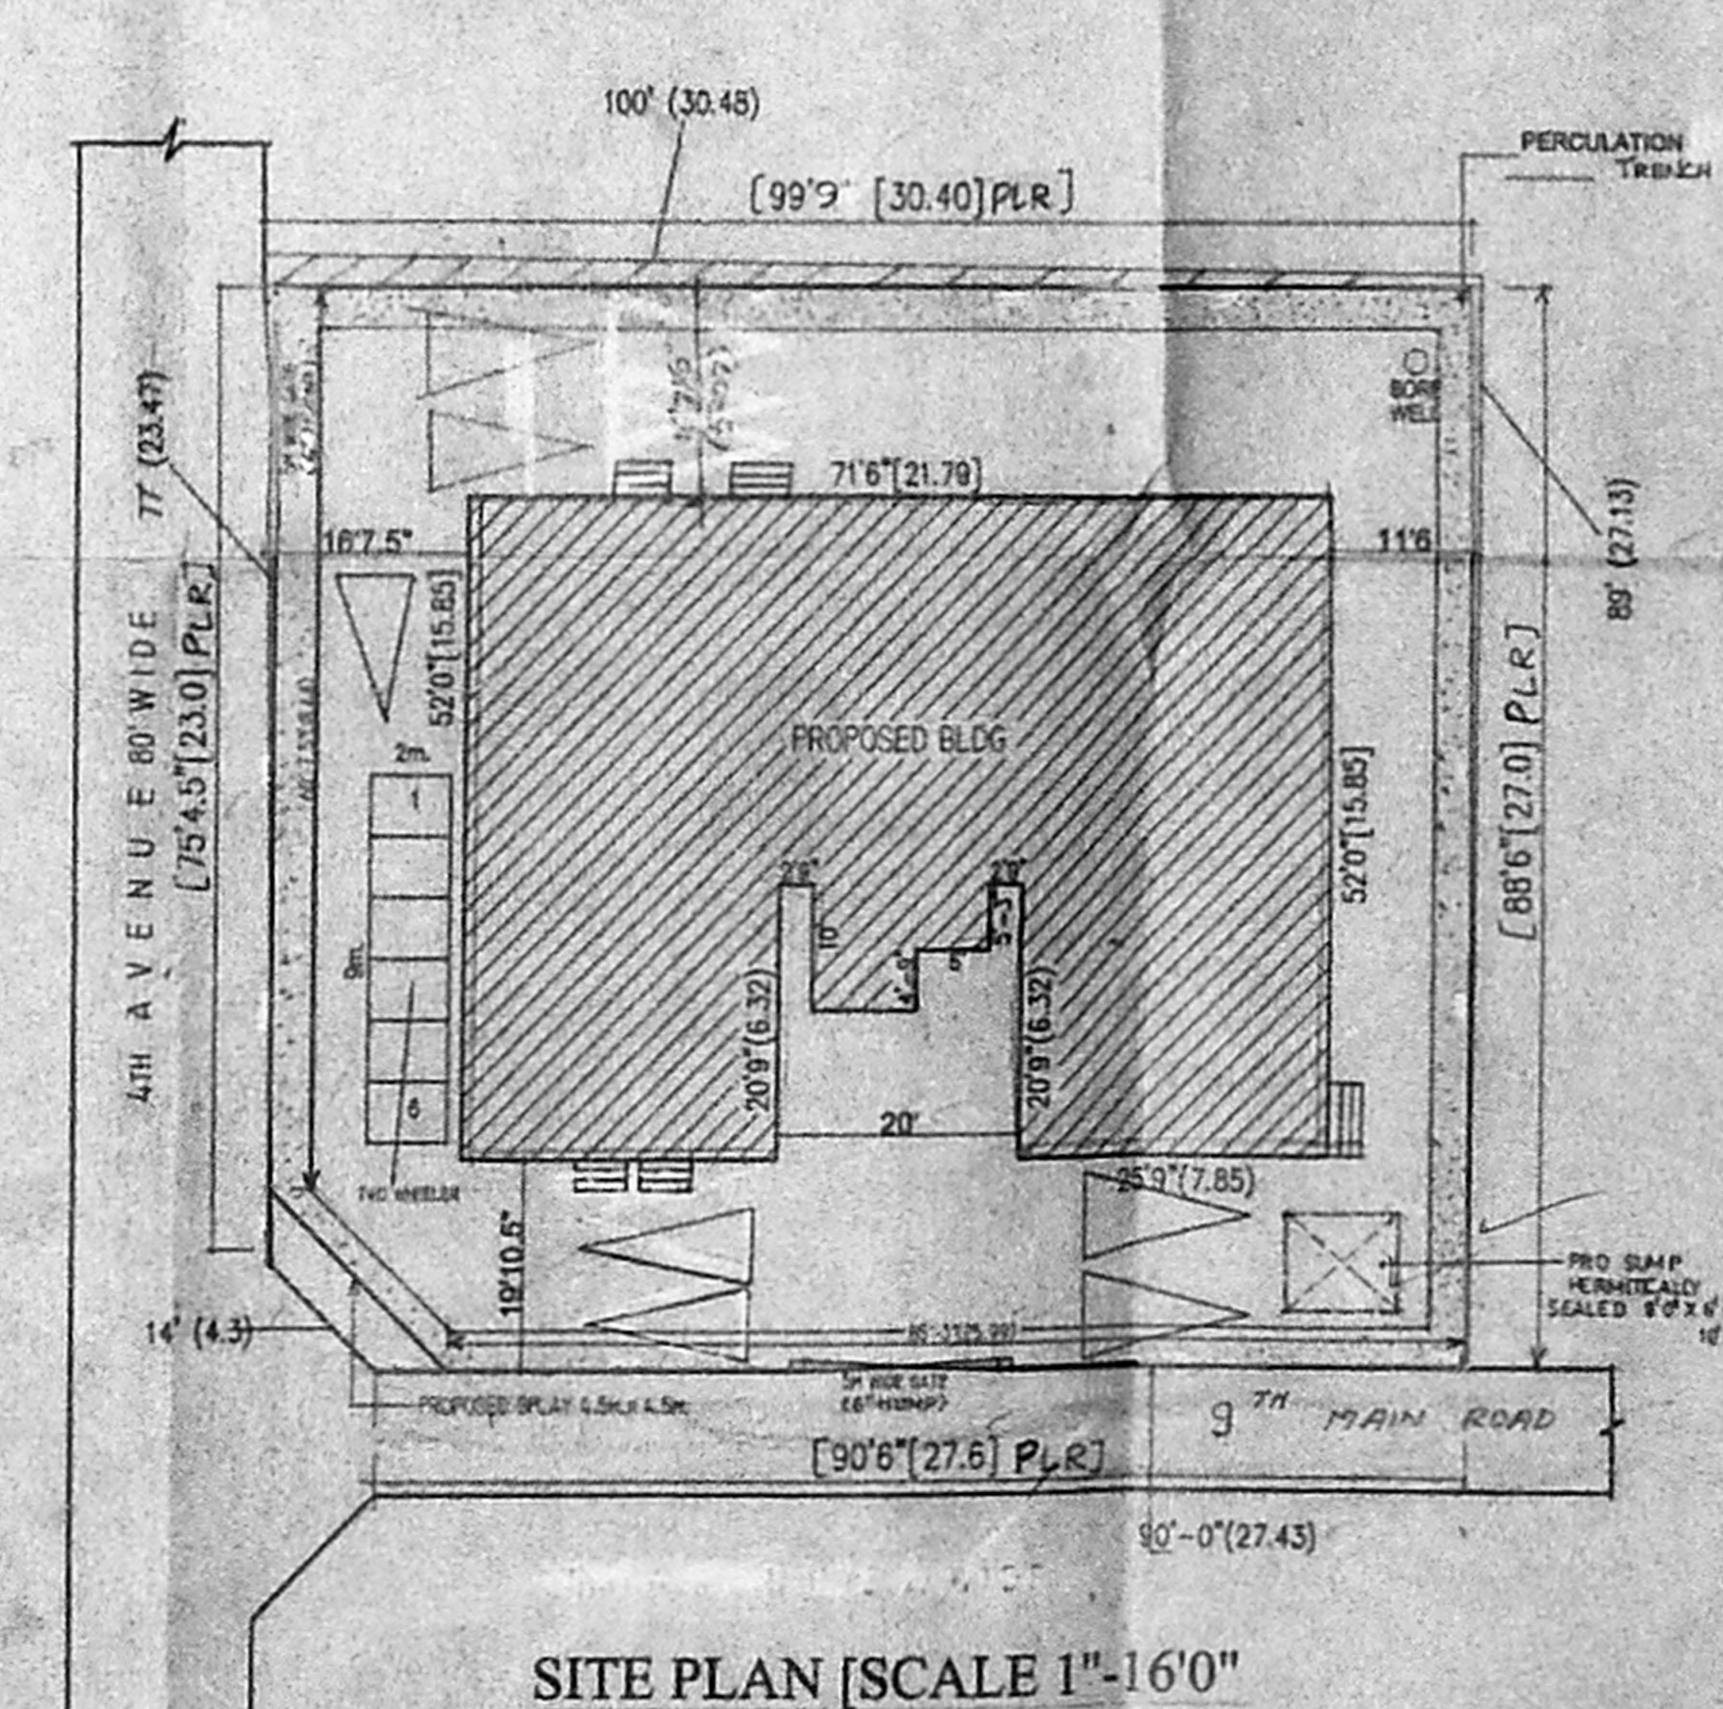 100' (30.48)
[99'9" [30.40] PLR]
PERCULATION
TRENCH
77' (23.47)
BORE
WELL
71'6"[21.79]
16'7.5"
11'6
89' (27.13)
52'0"[15.85]
4TH AVENUE 80' WIDE
[75'4.5"[23.0] PLR]
[88'6"[27.0] PLR]
PROPOSED BLDG
2m
1
52'0"[15.85]
10'
5'-3"
4'-9"
9m
20'9"(6.32)
20'9"(6.32)
6
20'
TWO WHEELER
25'9"(7.85)
19'10.5"
PRO SUMP
HERMITICALLY
SEALED
14' (4.3)
5M WIDE GATE
(6" HUMP)
PROPOSED SPLAY 4.5M X 4.5M
9TH MAIN ROAD
[90'6"[27.6] PLR]
90'-0"(27.43)
SITE PLAN [SCALE 1"-16'0"